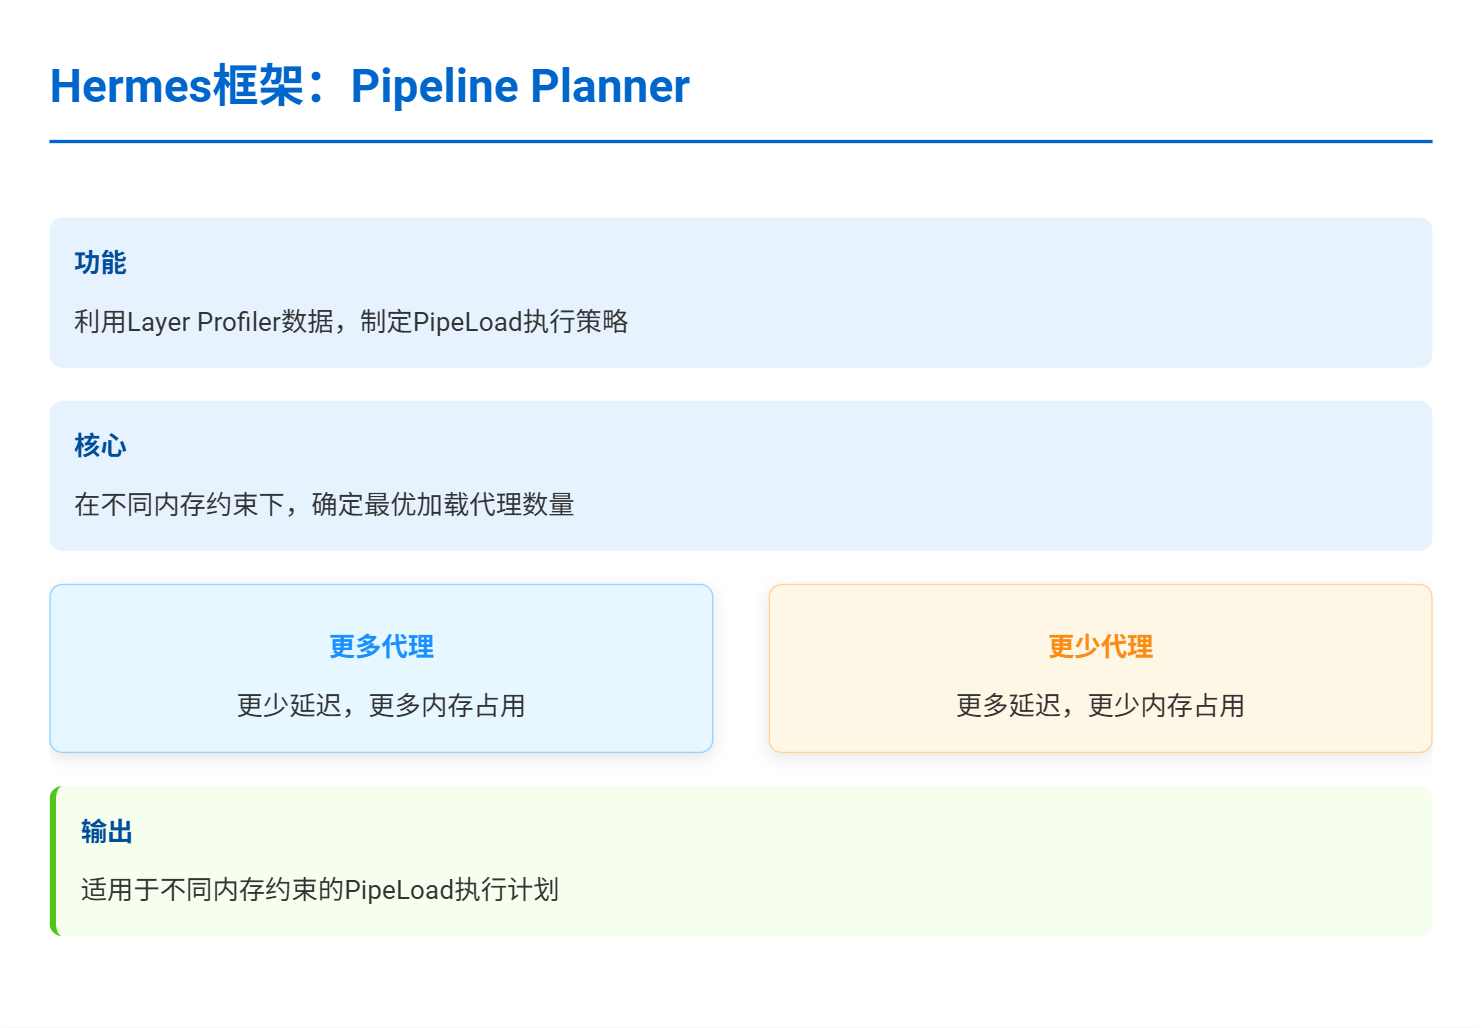 Hermes框架：Pipeline Planner
功能
利用Layer Profiler数据，制定PipeLoad执行策略
核心
在不同内存约束下，确定最优加载代理数量
更多代理
更少延迟，更多内存占用
更少代理
更多延迟，更少内存占用
输出
适用于不同内存约束的PipeLoad执行计划